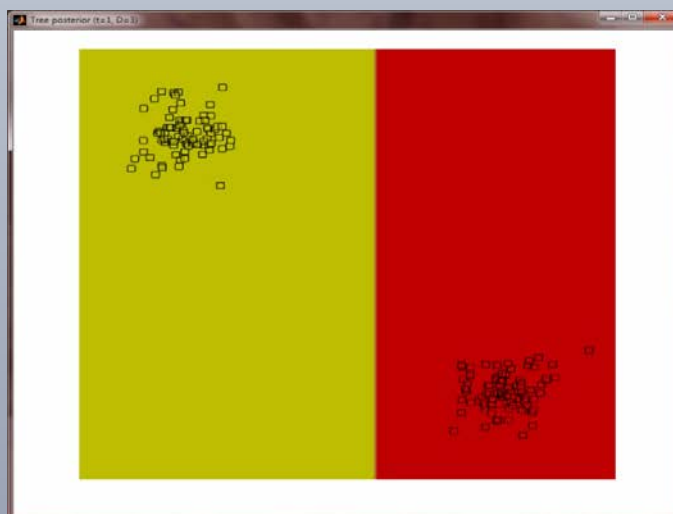 Tree posterior (t=1, D=3)